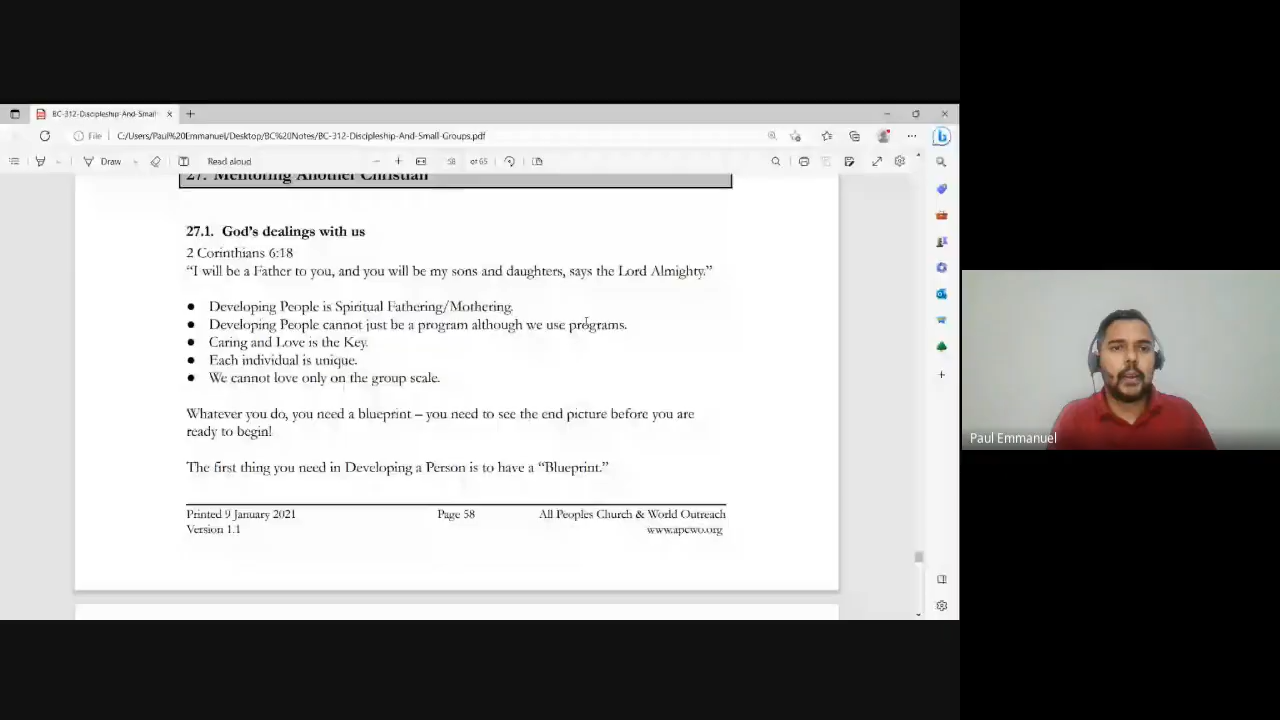 BC-312-Discipleship-And-Small-
File
C:/Users/Paul%20Emmanuel/Desktop/BC%20Notes/BC-312-Discipleship-And-Small-Groups.pdf
Draw
Read aloud
58
of 65
27. Mentoring Another Christian
27.1. God's dealings with us
2 Corinthians 6:18
“I will be a Father to you, and you will be my sons and daughters, says the Lord Almighty.”
● Developing People is Spiritual Fathering/Mothering.
● Developing People cannot just be a program although we use programs.
● Caring and Love is the Key.
● Each individual is unique.
● We cannot love only on the group scale.
Whatever you do, you need a blueprint – you need to see the end picture before you are
ready to begin!
The first thing you need in Developing a Person is to have a “Blueprint.”
Printed 9 January 2021
Page 58
All Peoples Church & World Outreach
Version 1.1
www.apcwo.org
Paul Emmanuel